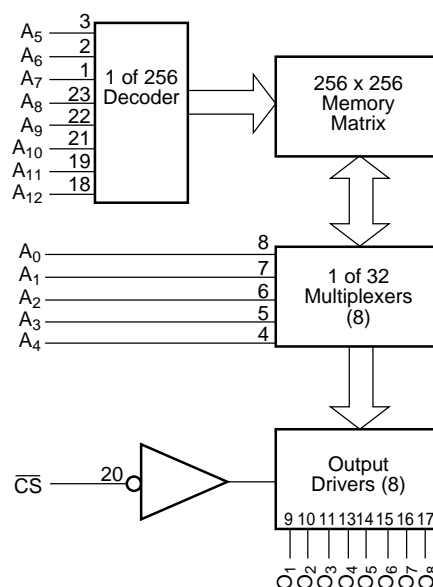 A5 3
A6 2
A7 1
A8 23
A9 22
A10 21
A11 19
A12 18
1 of 256
Decoder
256 x 256
Memory
Matrix
A0 8
A1 7
A2 6
A3 5
A4 4
1 of 32
Multiplexers
(8)
CS 20
Output
Drivers (8)
9 10 11 13 14 15 16 17
O1 O2 O3 O4 O5 O6 O7 O8